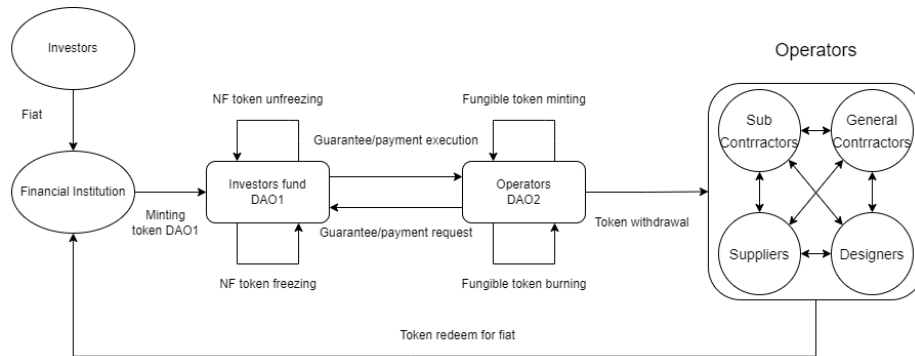 Operators
Investors
Fiat
NF token unfreezing
Fungible token minting
Sub
Contrractors
General
Contrractors
Guarantee/payment execution
Financial Institution
Investors fund
DAO1
Operators
DAO2
Minting
token DAO1
Token withdrawal
Guarantee/payment request
Suppliers
Designers
NF token freezing
Fungible token burning
Token redeem for fiat